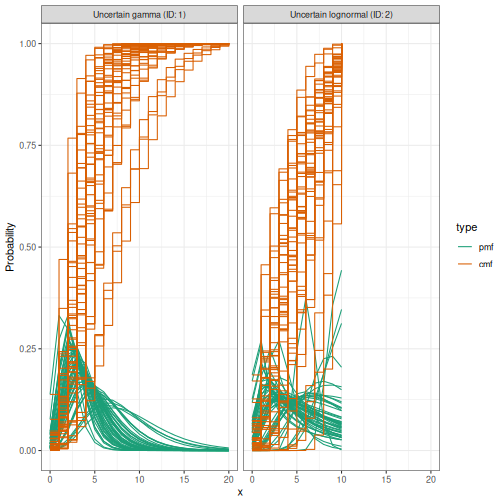 Uncertain gamma (ID: 1)
Uncertain lognormal (ID: 2)
1.00
0.75
0.50
0.25
0.00
Probability
0
5
10
15
20
0
5
10
15
20
x
type
pmf
cmf